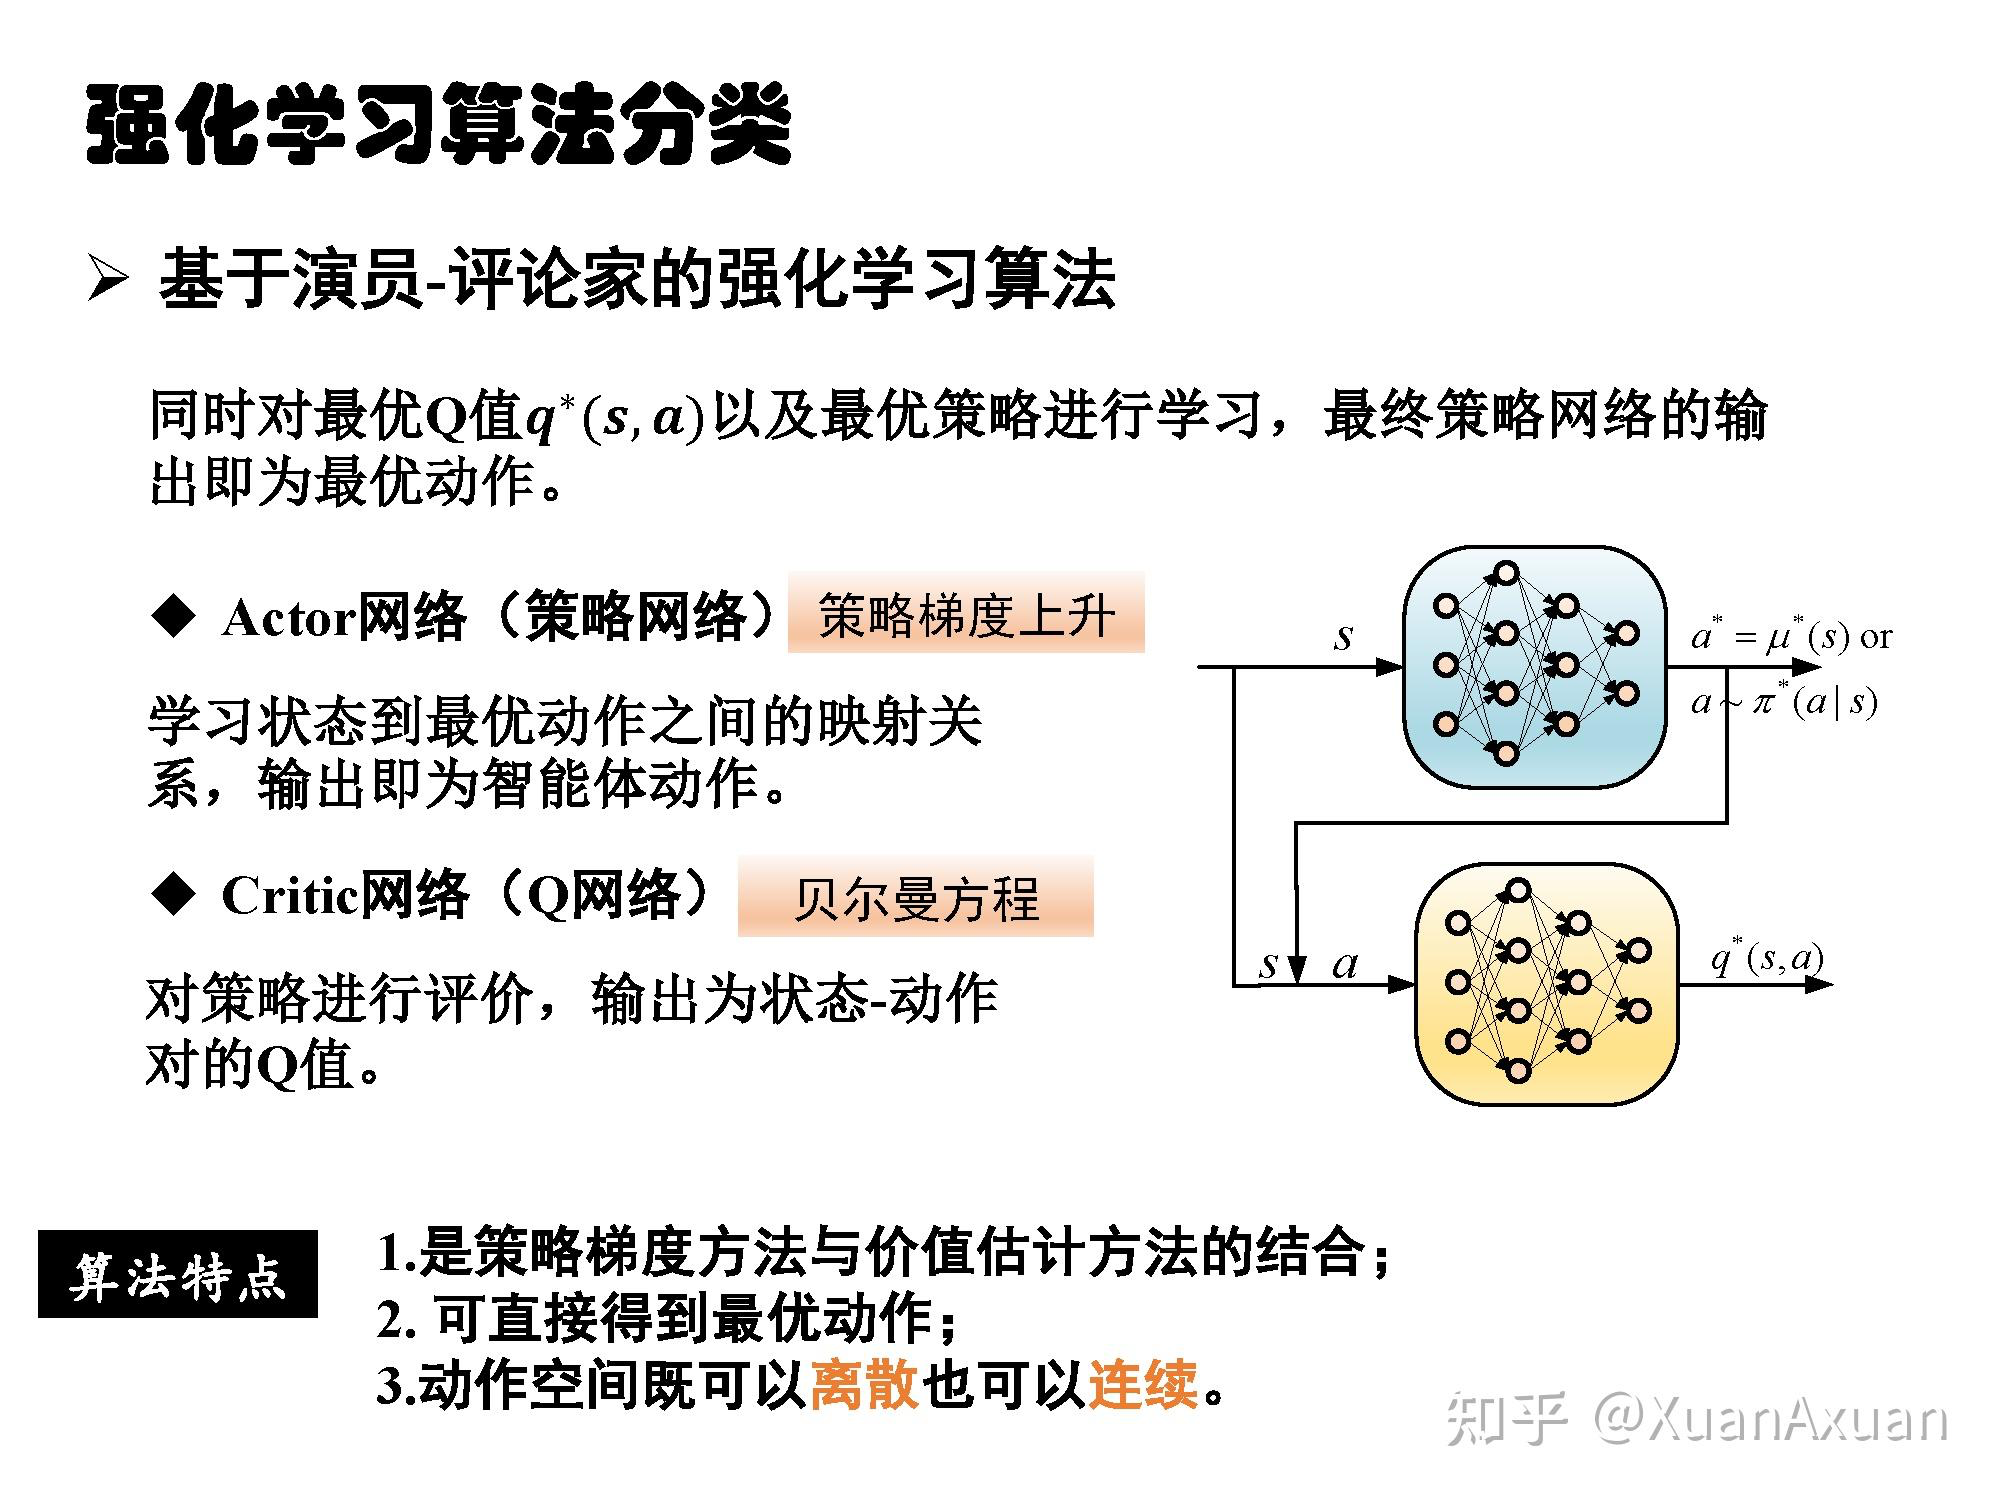 强化学习算法分类
➢ 基于演员-评论家的强化学习算法
同时对最优Q值q*(s, a)以及最优策略进行学习，最终策略网络的输
出即为最优动作。
◆ Actor网络（策略网络） 策略梯度上升
学习状态到最优动作之间的映射关
系，输出即为智能体动作。
◆ Critic网络（Q网络） 贝尔曼方程
对策略进行评价，输出为状态-动作
对的Q值。
s
a* = μ*(s) or
a ~ π*(a | s)
s a
q*(s,a)
算法特点
1.是策略梯度方法与价值估计方法的结合；
2. 可直接得到最优动作；
3.动作空间既可以离散也可以连续。
知乎 @XuanAxuan